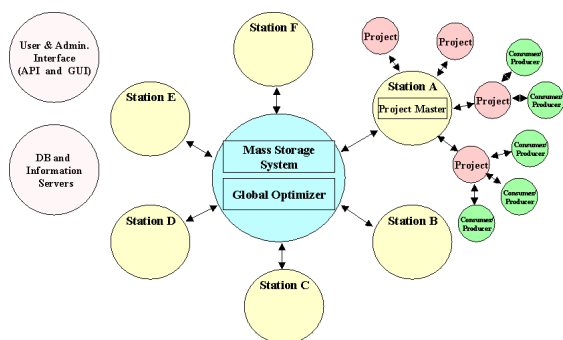 User & Admin.
Interface
(API and GUI)
DB and
Information
Servers
Station F
Station E
Station D
Station C
Station B
Station A
Project Master
Mass Storage
System
Global Optimizer
Project
Project
Project
Project
Consumer/
Producer
Consumer/
Producer
Consumer/
Producer
Consumer/
Producer
Consumer/
Producer